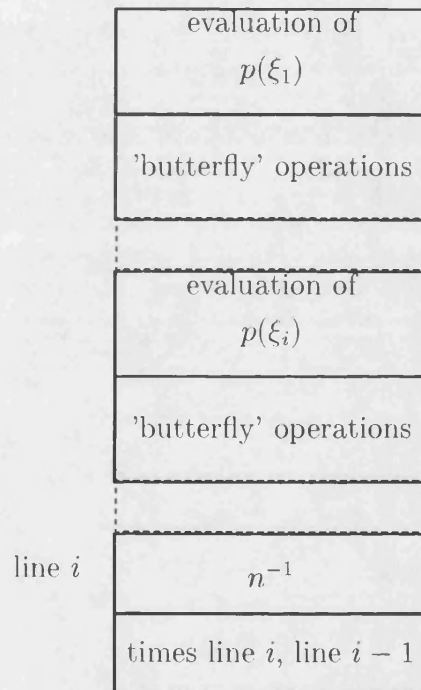 evaluation of
p(ξ₁)
'butterfly' operations
evaluation of
p(ξᵢ)
'butterfly' operations
line i
n⁻¹
times line i, line i − 1